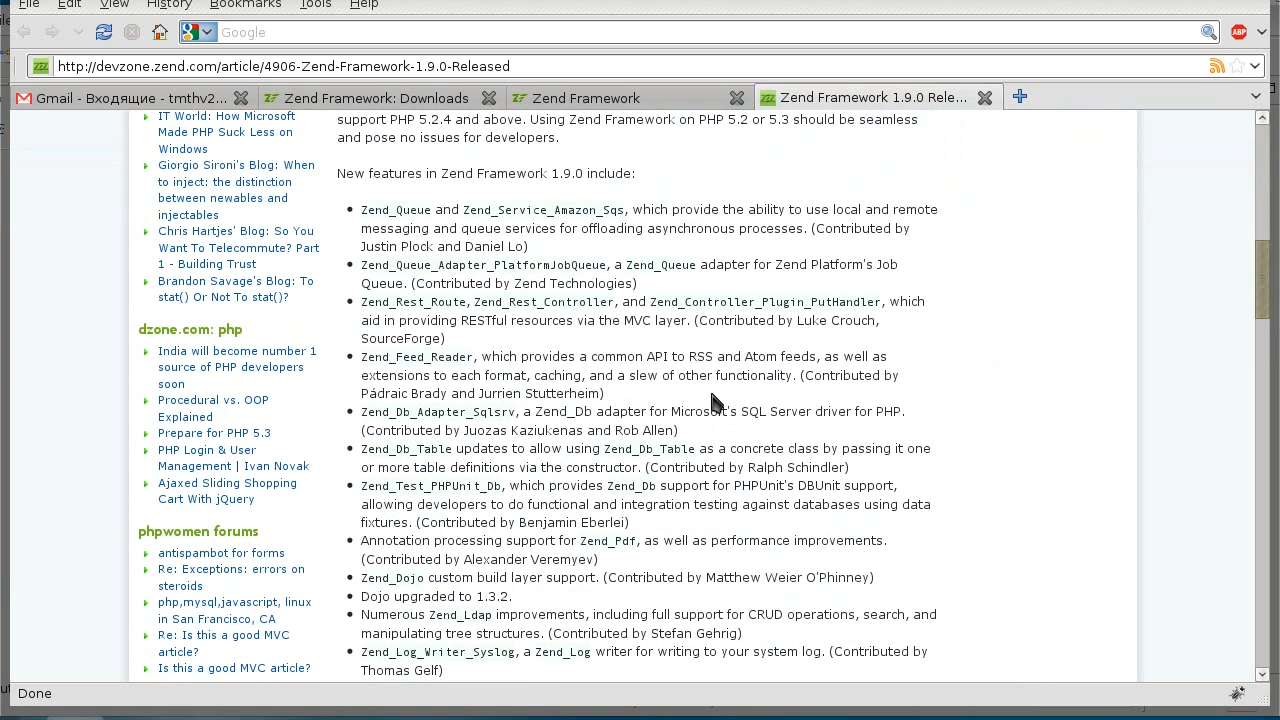 File Edit View History Bookmarks Tools Help
Google
ABP
http://devzone.zend.com/article/4906-Zend-Framework-1.9.0-Released
Gmail - Входящие - tmthv2... Zend Framework: Downloads Zend Framework Zend Framework 1.9.0 Rele...
IT World: How Microsoft
Made PHP Suck Less on
Windows
Giorgio Sironi's Blog: When
to inject: the distinction
between newables and
injectables
Chris Hartjes' Blog: So You
Want To Telecommute? Part
1 - Building Trust
Brandon Savage's Blog: To
stat() Or Not To stat()?
dzone.com: php
India will become number 1
source of PHP developers
soon
Procedural vs. OOP
Explained
Prepare for PHP 5.3
PHP Login & User
Management | Ivan Novak
Ajaxed Sliding Shopping
Cart With jQuery
phpwomen forums
antispambot for forms
Re: Exceptions: errors on
steroids
php,mysql,javascript, linux
in San Francisco, CA
Re: Is this a good MVC
article?
Is this a good MVC article?
support PHP 5.2.4 and above. Using Zend Framework on PHP 5.2 or 5.3 should be seamless
and pose no issues for developers.
New features in Zend Framework 1.9.0 include:
Zend_Queue and Zend_Service_Amazon_Sqs, which provide the ability to use local and remote
messaging and queue services for offloading asynchronous processes. (Contributed by
Justin Plock and Daniel Lo)
Zend_Queue_Adapter_PlatformJobQueue, a Zend_Queue adapter for Zend Platform's Job
Queue. (Contributed by Zend Technologies)
Zend_Rest_Route, Zend_Rest_Controller, and Zend_Controller_Plugin_PutHandler, which
aid in providing RESTful resources via the MVC layer. (Contributed by Luke Crouch,
SourceForge)
Zend_Feed_Reader, which provides a common API to RSS and Atom feeds, as well as
extensions to each format, caching, and a slew of other functionality. (Contributed by
Pádraic Brady and Jurrien Stutterheim)
Zend_Db_Adapter_Sqlsrv, a Zend_Db adapter for Microsoft's SQL Server driver for PHP.
(Contributed by Juozas Kaziukenas and Rob Allen)
Zend_Db_Table updates to allow using Zend_Db_Table as a concrete class by passing it one
or more table definitions via the constructor. (Contributed by Ralph Schindler)
Zend_Test_PHPUnit_Db, which provides Zend_Db support for PHPUnit's DBUnit support,
allowing developers to do functional and integration testing against databases using data
fixtures. (Contributed by Benjamin Eberlei)
Annotation processing support for Zend_Pdf, as well as performance improvements.
(Contributed by Alexander Veremyev)
Zend_Dojo custom build layer support. (Contributed by Matthew Weier O'Phinney)
Dojo upgraded to 1.3.2.
Numerous Zend_Ldap improvements, including full support for CRUD operations, search, and
manipulating tree structures. (Contributed by Stefan Gehrig)
Zend_Log_Writer_Syslog, a Zend_Log writer for writing to your system log. (Contributed by
Thomas Gelf)
Done